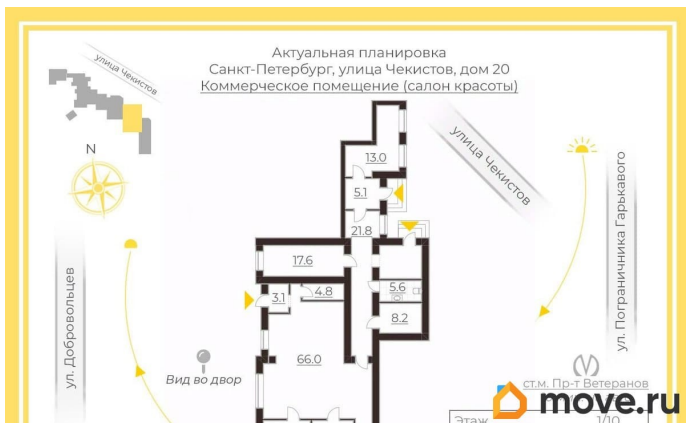 Актуальная планировка
Санкт-Петербург, улица Чекистов, дом 20
Коммерческое помещение (салон красоты)
улица Чекистов
N
улица Чекистов
13.0
5.1
21.8
17.6
5.6
3.1
4.8
8.2
66.0
ул. Добровольцев
ул. Пограничника Гарькавого
Вид во двор
ст.м. Пр-т Ветеранов
move.ru
Этаж 1/10